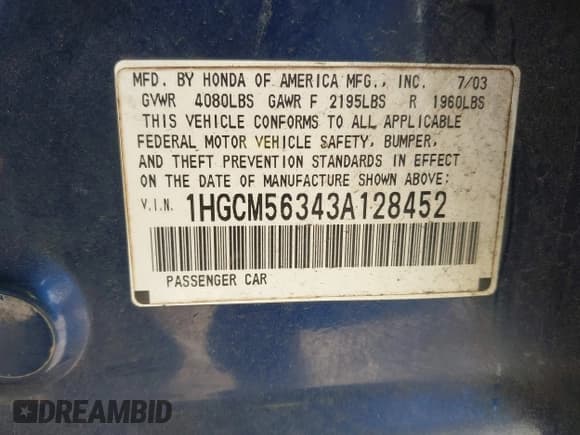 MFD. BY HONDA OF AMERICA MFG., INC. 7/03
GVWR 4080LBS GAWR F 2195LBS R 1960LBS
THIS VEHICLE CONFORMS TO ALL APPLICABLE
FEDERAL MOTOR VEHICLE SAFETY, BUMPER,
AND THEFT PREVENTION STANDARDS IN EFFECT
ON THE DATE OF MANUFACTURE SHOWN ABOVE:
V.I.N. 1HGCM56343A128452
PASSENGER CAR
DREAMBID